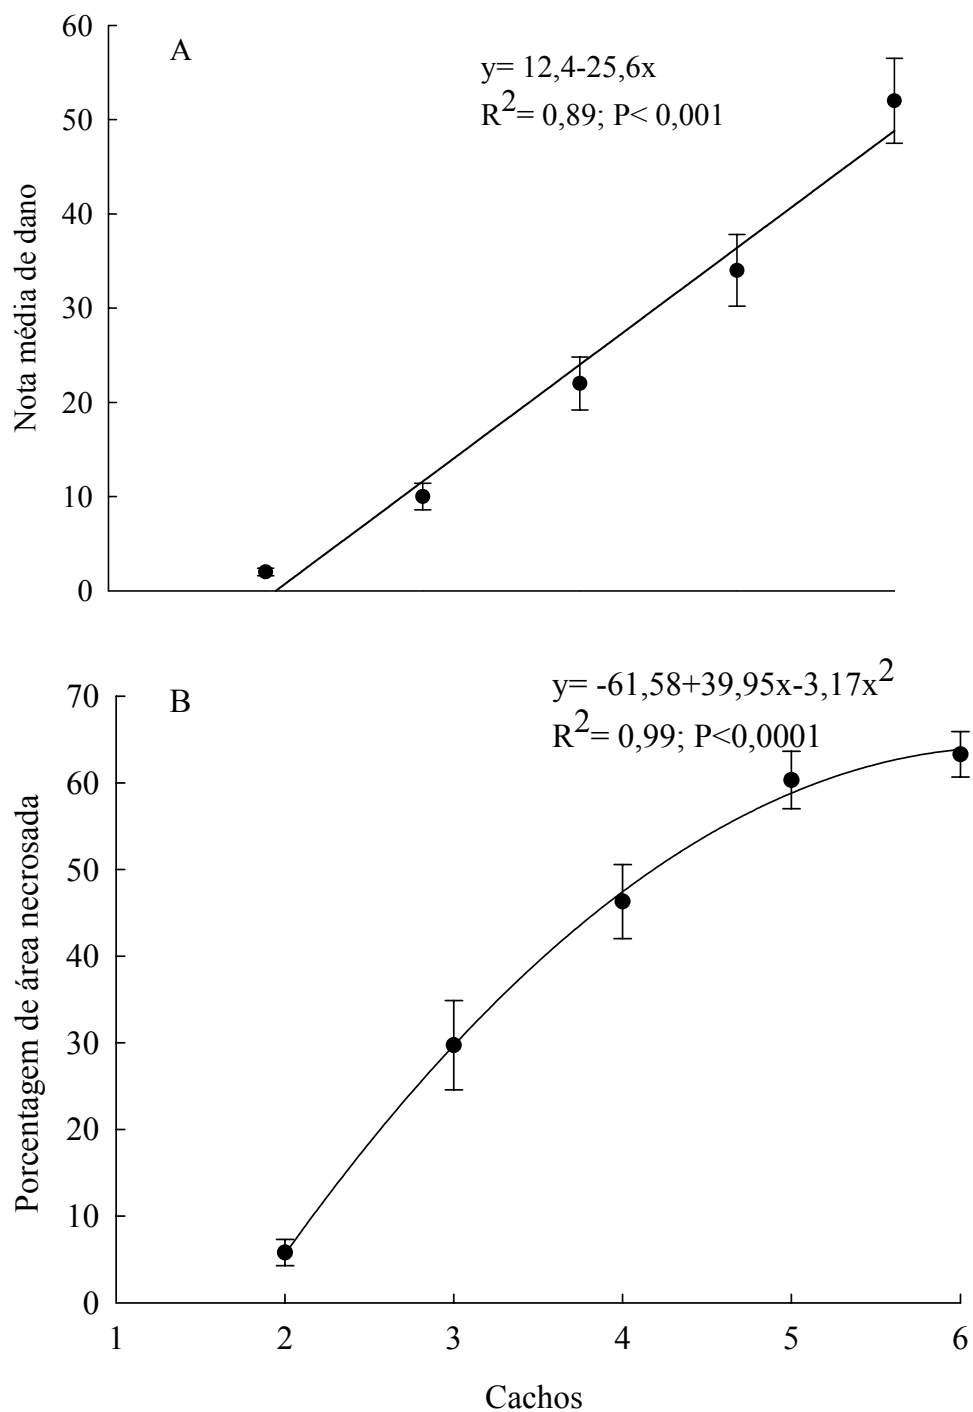 60
A
y= 12,4-25,6x
R2= 0,89; P< 0,001
50
40
30
20
10
0
Nota média de dano
70
B
y= -61,58+39,95x-3,17x2
R2= 0,99; P<0,0001
60
50
40
30
20
10
0
Porcentagem de área necrosada
1 2 3 4 5 6
Cachos